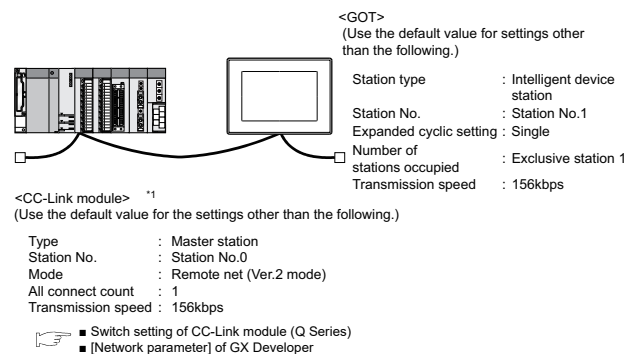 <GOT>
(Use the default value for settings other
than the following.)
Station type : Intelligent device
station
Station No. : Station No.1
Expanded cyclic setting : Single
Number of
stations occupied : Exclusive station 1
Transmission speed : 156kbps
<CC-Link module> *1
(Use the default value for the settings other than the following.)
Type : Master station
Station No. : Station No.0
Mode : Remote net (Ver.2 mode)
All connect count : 1
Transmission speed : 156kbps
■ Switch setting of CC-Link module (Q Series)
■ [Network parameter] of GX Developer